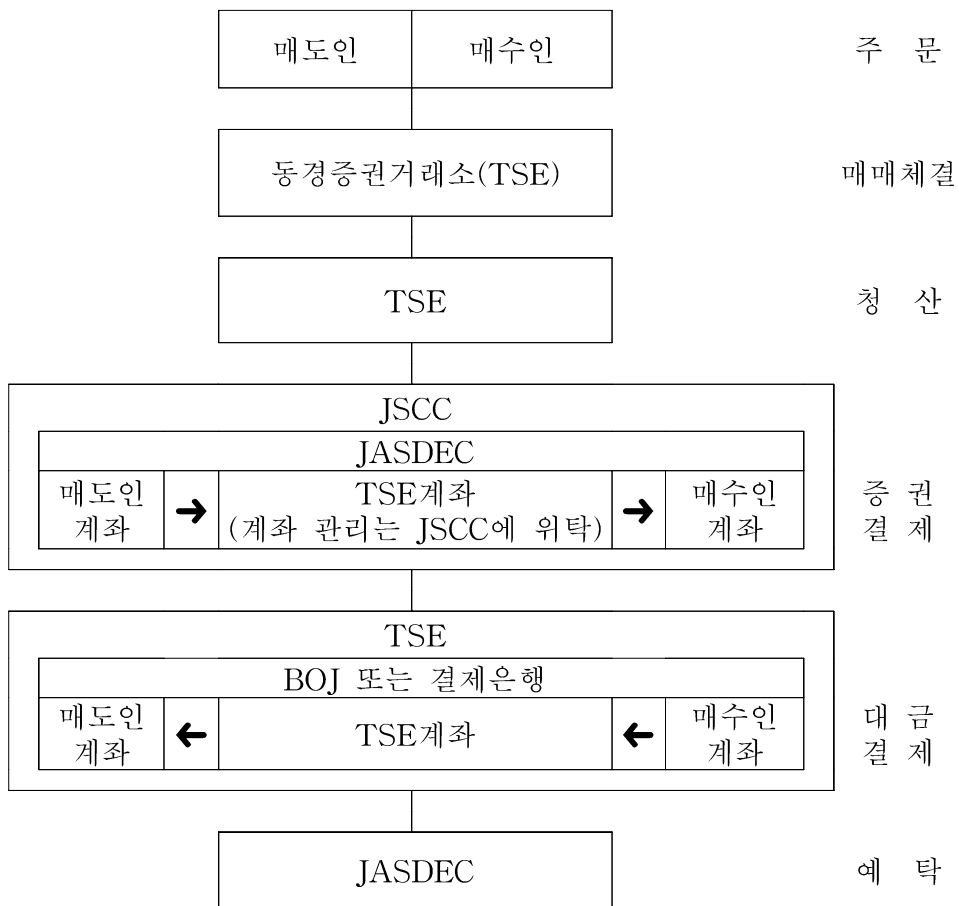 매도인 매수인 주 문
동경증권거래소(TSE) 매매체결
TSE 청 산
JSCC
JASDEC
매도인 계좌 → TSE계좌 (계좌 관리는 JSCC에 위탁) → 매수인 계좌 증권 결제
TSE
BOJ 또는 결제은행
매도인 계좌 ← TSE계좌 ← 매수인 계좌 대금 결제
JASDEC 예 탁